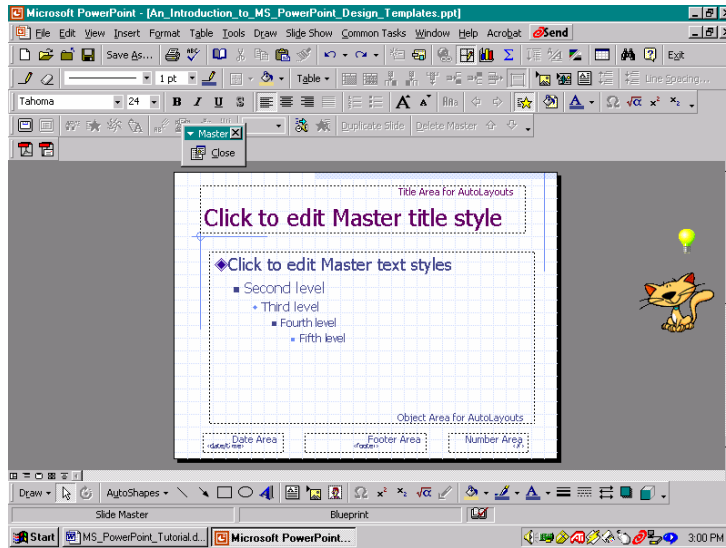 Microsoft PowerPoint - [An_Introduction_to_MS_PowerPoint_Design_Templates.ppt]
File Edit View Insert Format Table Tools Draw Slide Show Common Tasks Window Help Acrobat Send
Save As... Exit
1 pt Table Line Spacing...
Tahoma 24 B I U S A A
Duplicate Slide Delete Master
Master
Close
Title Area for AutoLayouts
Click to edit Master title style
Click to edit Master text styles
Second level
Third level
Fourth level
Fifth level
Object Area for AutoLayouts
Date Area Footer Area Number Area
<date/time> <footer> <#>
Draw AutoShapes
Slide Master Blueprint
Start MS_PowerPoint_Tutorial.d... Microsoft PowerPoint... 3:00 PM